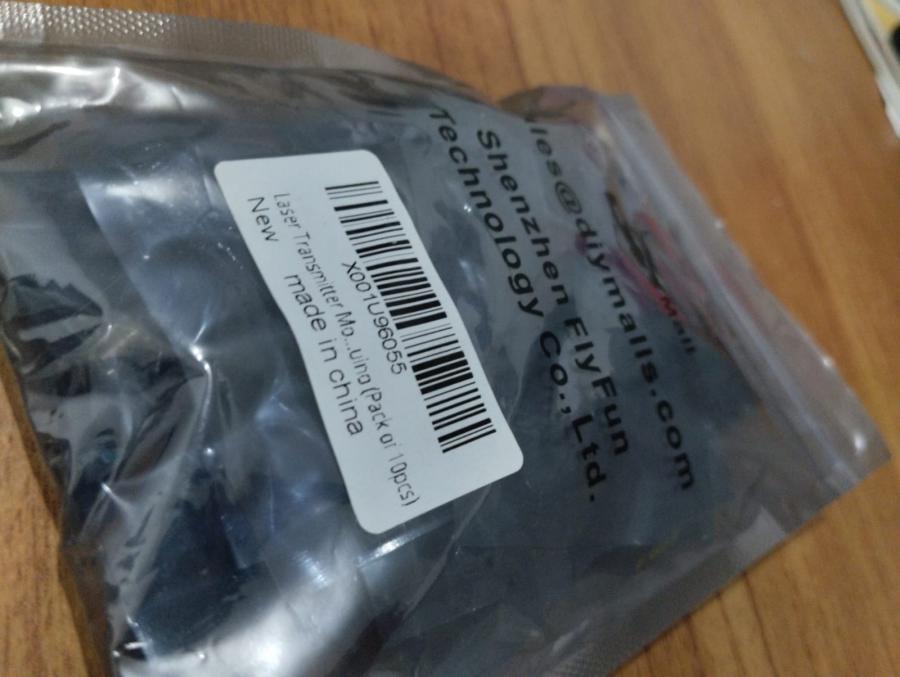 Mall
les@diymalls.com
Shenzhen FlyFun
Technology Co., Ltd.
X001U96055
Laser Transmitter Mo...uino (Pack of 10pcs)
New
made in china